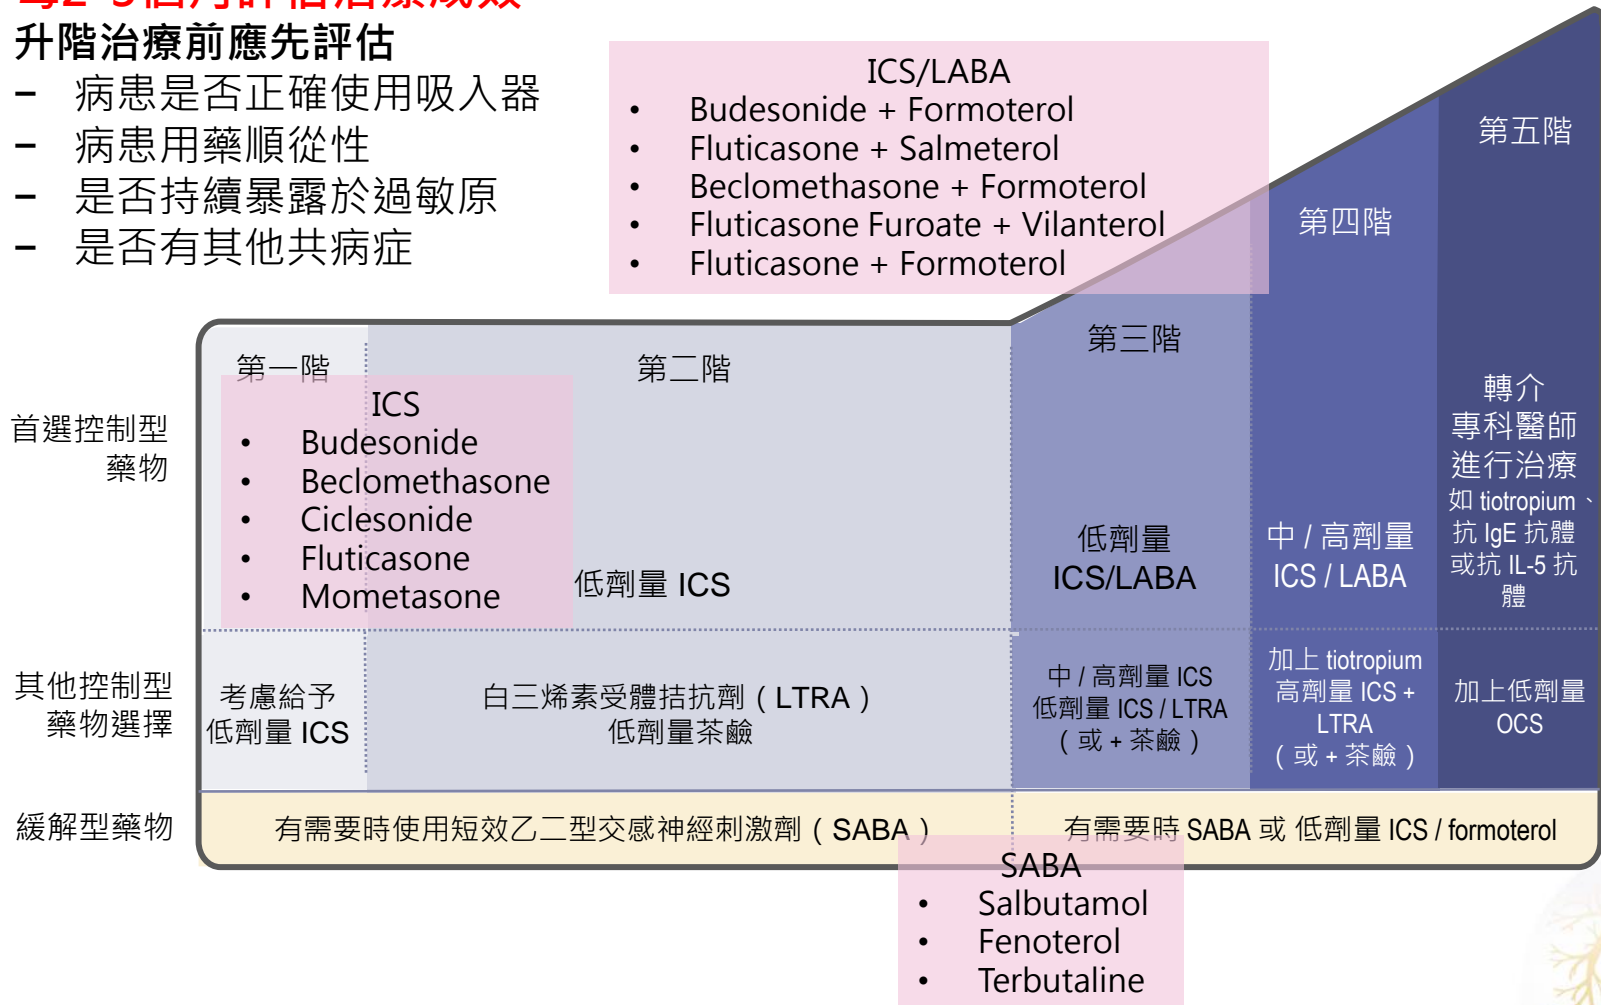 每2-3個月評估治療成效
升階治療前應先評估
– 病患是否正確使用吸入器
– 病患用藥順從性
– 是否持續暴露於過敏原
– 是否有其他共病症
ICS/LABA
• Budesonide + Formoterol
• Fluticasone + Salmeterol
• Beclomethasone + Formoterol
• Fluticasone Furoate + Vilanterol
• Fluticasone + Formoterol
第一階
第二階
第三階
第四階
第五階
首選控制型
藥物
ICS
• Budesonide
• Beclomethasone
• Ciclesonide
• Fluticasone
• Mometasone
低劑量 ICS
低劑量
ICS/LABA
中 / 高劑量
ICS / LABA
轉介
專科醫師
進行治療
如 tiotropium、
抗 IgE 抗體
或抗 IL-5 抗
體
其他控制型
藥物選擇
考慮給予
低劑量 ICS
白三烯素受體拮抗劑 ( LTRA )
低劑量茶鹼
中 / 高劑量 ICS
低劑量 ICS / LTRA
( 或 + 茶鹼 )
加上 tiotropium
高劑量 ICS +
LTRA
( 或 + 茶鹼 )
加上低劑量
OCS
緩解型藥物
有需要時使用短效乙二型交感神經刺激劑 ( SABA )
有需要時 SABA 或 低劑量 ICS / formoterol
SABA
• Salbutamol
• Fenoterol
• Terbutaline